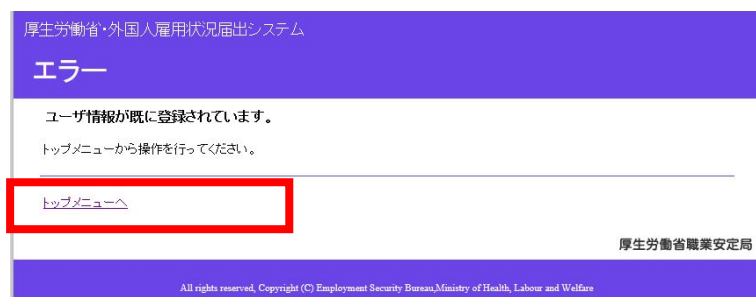 厚生労働省・外国人雇用状況届出システム
エラー
ユーザ情報が既に登録されています。
トップメニューから操作を行ってください。
トップメニューへ
厚生労働省職業安定局
All rights reserved, Copyright (C) Employment Security Bureau,Ministry of Health, Labour and Welfare